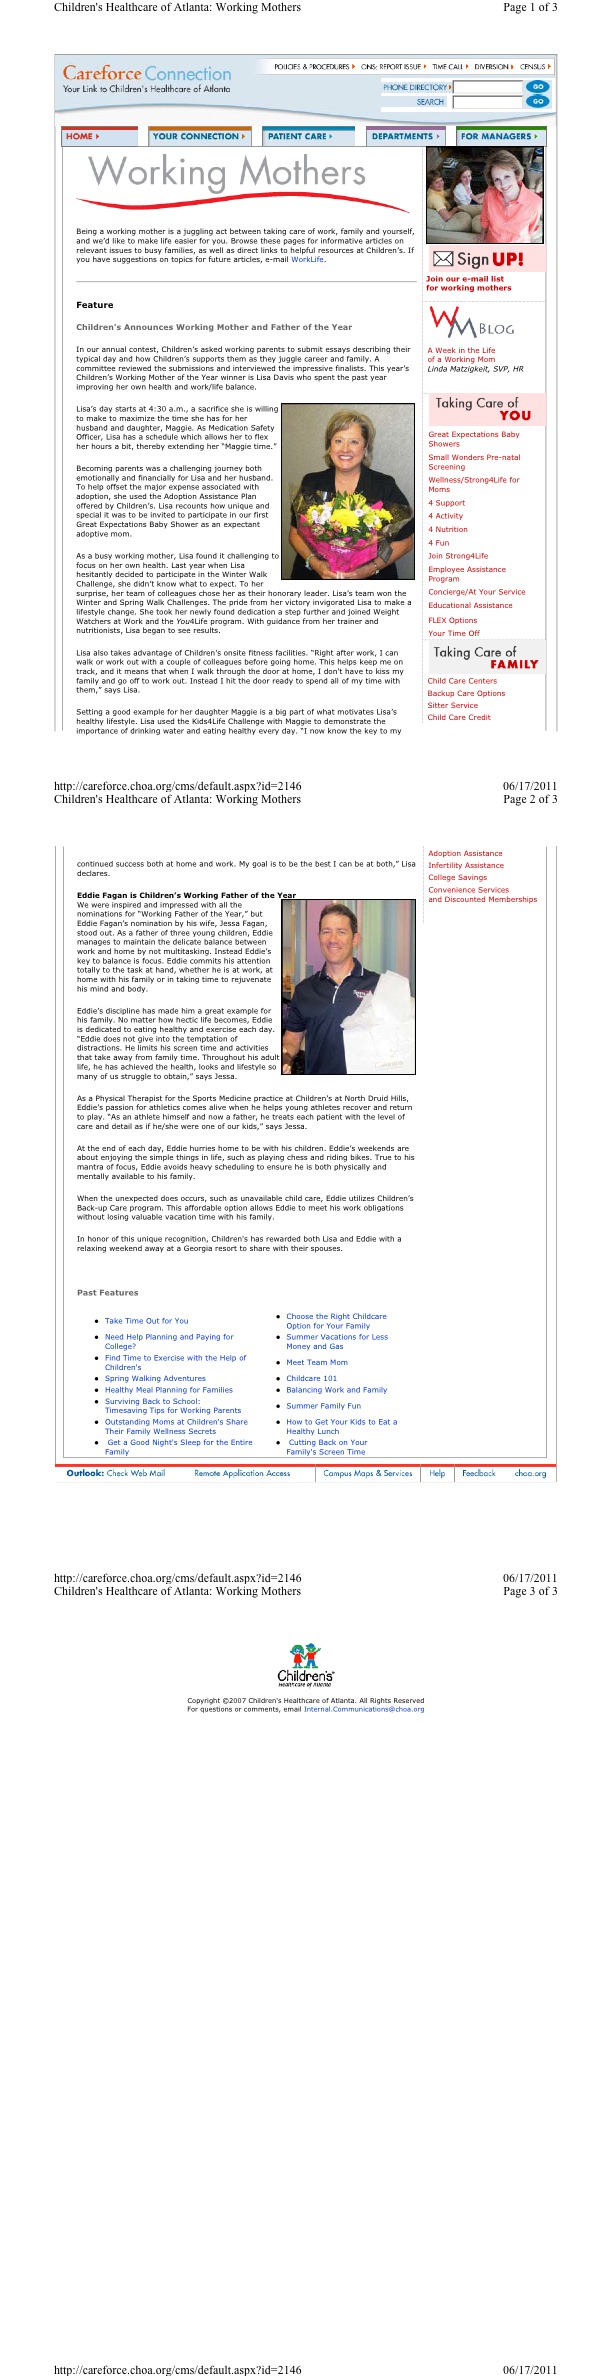 Children's Healthcare of Atlanta: Working Mothers Page 1 of 3
Careforce Connection
Your Link to Children's Healthcare of Atlanta
POLICIES & PROCEDURES ONS: REPORT ISSUE TIME CALL DIVERSION CENSUS
PHONE DIRECTORY GO
SEARCH GO
HOME YOUR CONNECTION PATIENT CARE DEPARTMENTS FOR MANAGERS
Working Mothers
Being a working mother is a juggling act between taking care of work, family and yourself,
and we'd like to make life easier for you. Browse these pages for informative articles on
relevant issues to busy families, as well as direct links to helpful resources at Children's. If
you have suggestions on topics for future articles, e-mail WorkLife.
Feature
Children's Announces Working Mother and Father of the Year
In our annual contest, Children's asked working parents to submit essays describing their
typical day and how Children's supports them as they juggle career and family. A
committee reviewed the submissions and interviewed the impressive finalists. This year's
Children's Working Mother of the Year winner is Lisa Davis who spent the past year
improving her own health and work/life balance.
Lisa's day starts at 4:30 a.m., a sacrifice she is willing
to make to maximize the time she has for her
husband and daughter, Maggie. As Medication Safety
Officer, Lisa has a schedule which allows her to flex
her hours a bit, thereby extending her "Maggie time."
Becoming parents was a challenging journey both
emotionally and financially for Lisa and her husband.
To help offset the major expense associated with
adoption, she used the Adoption Assistance Plan
offered by Children's. Lisa recounts how unique and
special it was to be invited to participate in our first
Great Expectations Baby Shower as an expectant
adoptive mom.
As a busy working mother, Lisa found it challenging to
focus on her own health. Last year when Lisa
hesitantly decided to participate in the Winter Walk
Challenge, she didn't know what to expect. To her
surprise, her team of colleagues chose her as their honorary leader. Lisa's team won the
Winter and Spring Walk Challenges. The pride from her victory invigorated Lisa to make a
lifestyle change. She took her newly found dedication a step further and joined Weight
Watchers at Work and the You4Life program. With guidance from her trainer and
nutritionists, Lisa began to see results.
Lisa also takes advantage of Children's onsite fitness facilities. "Right after work, I can
walk or work out with a couple of colleagues before going home. This helps keep me on
track, and it means that when I walk through the door at home, I don't have to kiss my
family and go off to work out. Instead I hit the door ready to spend all of my time with
them," says Lisa.
Setting a good example for her daughter Maggie is a big part of what motivates Lisa's
healthy lifestyle. Lisa used the Kids4Life Challenge with Maggie to demonstrate the
importance of drinking water and eating healthy every day. "I now know the key to my
Sign UP!
Join our e-mail list
for working mothers
WM BLOG
A Week in the Life
of a Working Mom
Linda Matzigkeit, SVP, HR
Taking Care of
YOU
Great Expectations Baby
Showers
Small Wonders Pre-natal
Screening
Wellness/Strong4Life for
Moms
4 Support
4 Activity
4 Nutrition
4 Fun
Join Strong4Life
Employee Assistance
Program
Concierge/At Your Service
Educational Assistance
FLEX Options
Your Time Off
Taking Care of
FAMILY
Child Care Centers
Backup Care Options
Sitter Service
Child Care Credit
http://careforce.choa.org/cms/default.aspx?id=2146 06/17/2011
Children's Healthcare of Atlanta: Working Mothers Page 2 of 3
continued success both at home and work. My goal is to be the best I can be at both," Lisa
declares.
Eddie Fagan is Children's Working Father of the Year
We were inspired and impressed with all the
nominations for "Working Father of the Year," but
Eddie Fagan's nomination by his wife, Jessa Fagan,
stood out. As a father of three young children, Eddie
manages to maintain the delicate balance between
work and home by not multitasking. Instead Eddie's
key to balance is focus. Eddie commits his attention
totally to the task at hand, whether he is at work, at
home with his family or in taking time to rejuvenate
his mind and body.
Eddie's discipline has made him a great example for
his family. No matter how hectic life becomes, Eddie
is dedicated to eating healthy and exercise each day.
"Eddie does not give into the temptation of
distractions. He limits his screen time and activities
that take away from family time. Throughout his adult
life, he has achieved the health, looks and lifestyle so
many of us struggle to obtain," says Jessa.
As a Physical Therapist for the Sports Medicine practice at Children's at North Druid Hills,
Eddie's passion for athletics comes alive when he helps young athletes recover and return
to play. "As an athlete himself and now a father, he treats each patient with the level of
care and detail as if he/she were one of our kids," says Jessa.
At the end of each day, Eddie hurries home to be with his children. Eddie's weekends are
about enjoying the simple things in life, such as playing chess and riding bikes. True to his
mantra of focus, Eddie avoids heavy scheduling to ensure he is both physically and
mentally available to his family.
When the unexpected does occurs, such as unavailable child care, Eddie utilizes Children's
Back-up Care program. This affordable option allows Eddie to meet his work obligations
without losing valuable vacation time with his family.
In honor of this unique recognition, Children's has rewarded both Lisa and Eddie with a
relaxing weekend away at a Georgia resort to share with their spouses.
Adoption Assistance
Infertility Assistance
College Savings
Convenience Services
and Discounted Memberships
Past Features
Take Time Out for You
Need Help Planning and Paying for
College?
Find Time to Exercise with the Help of
Children's
Spring Walking Adventures
Healthy Meal Planning for Families
Surviving Back to School:
Timesaving Tips for Working Parents
Outstanding Moms at Children's Share
Their Family Wellness Secrets
Get a Good Night's Sleep for the Entire
Family
Choose the Right Childcare
Option for Your Family
Summer Vacations for Less
Money and Gas
Meet Team Mom
Childcare 101
Balancing Work and Family
Summer Family Fun
How to Get Your Kids to Eat a
Healthy Lunch
Cutting Back on Your
Family's Screen Time
Outlook: Check Web Mail Remote Application Access Campus Maps & Services Help Feedback choa.org
http://careforce.choa.org/cms/default.aspx?id=2146 06/17/2011
Children's Healthcare of Atlanta: Working Mothers Page 3 of 3
Children's
Healthcare of Atlanta
Copyright ©2007 Children's Healthcare of Atlanta. All Rights Reserved
For questions or comments, email Internal.Communications@choa.org
http://careforce.choa.org/cms/default.aspx?id=2146 06/17/2011